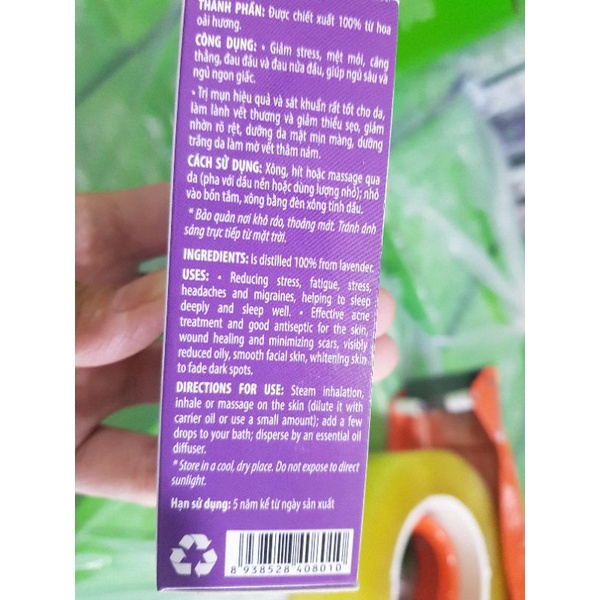 THÀNH PHẦN: Được chiết xuất 100% từ hoa
oải hương.
CÔNG DỤNG: • Giảm stress, mệt mỏi, căng
thẳng, đau đầu và đau nửa đầu, giúp ngủ sâu và
ngủ ngon giấc.
• Trị mụn hiệu quả và sát khuẩn rất tốt cho da,
làm lành vết thương và giảm thiểu sẹo, giảm
nhờn rõ rệt, dưỡng da mặt mịn màng, dưỡng
trắng da làm mờ vết thâm nám.
CÁCH SỬ DỤNG: Xông, hít hoặc massage qua
da (pha với dầu nền hoặc dùng lượng nhỏ); nhỏ
vào bồn tắm, xông bằng đèn xông tinh dầu.
* Bảo quản nơi khô ráo, thoáng mát. Tránh ánh
sáng trực tiếp từ mặt trời.
INGREDIENTS: Is distilled 100% from lavender.
USES: • Reducing stress, fatigue, stress,
headaches and migraines, helping to sleep
deeply and sleep well. • Effective acne
treatment and good antiseptic for the skin,
wound healing and minimizing scars, visibly
reduced oily, smooth facial skin, whitening skin
to fade dark spots.
DIRECTIONS FOR USE: Steam inhalation,
inhale or massage on the skin (dilute it with
carrier oil or use a small amount); add a few
drops to your bath; disperse by an essential oil
diffuser.
* Store in a cool, dry place. Do not expose to direct
sunlight.
Hạn sử dụng: 5 năm kể từ ngày sản xuất
8 938528 408010